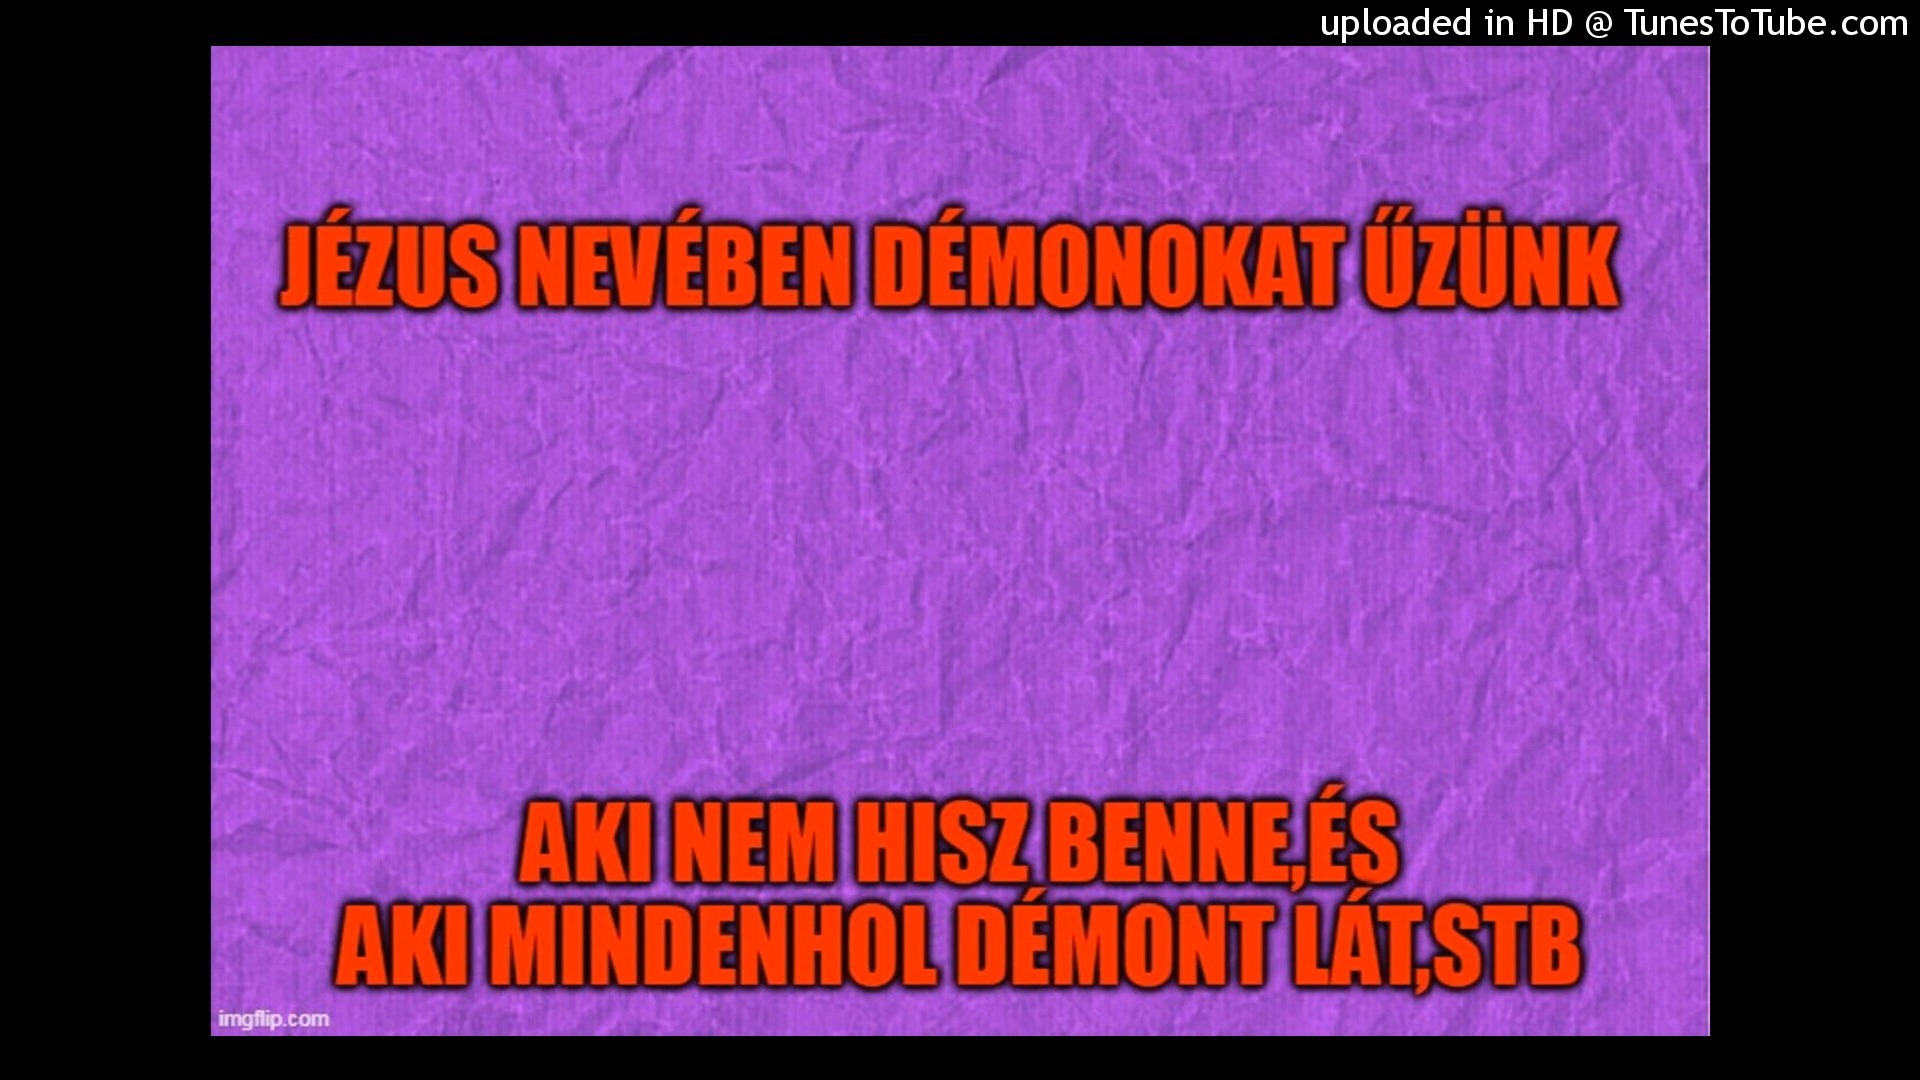 uploaded in HD @ TunesToTube.com
JÉZUS NEVÉBEN DÉMONOKAT ŰZÜNK
AKI NEM HISZ BENNE,ÉS
AKI MINDENHOL DÉMONT LÁT,STB
imgflip.com